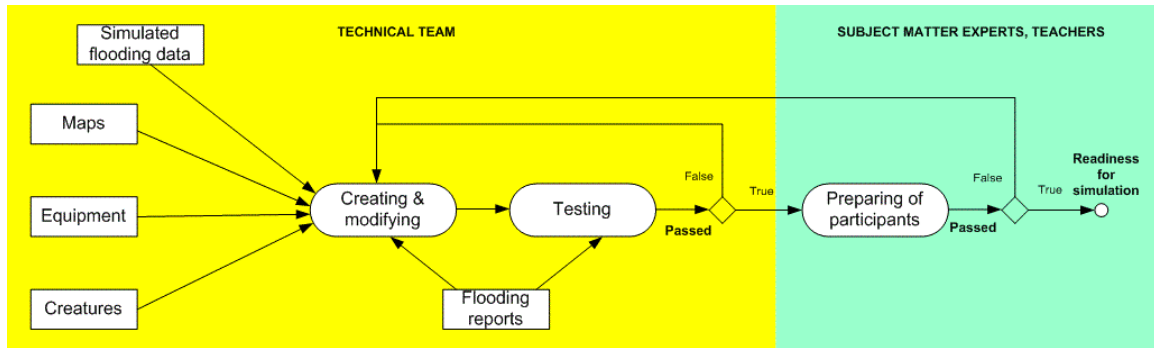 TECHNICAL TEAM
SUBJECT MATTER EXPERTS, TEACHERS
Simulated
flooding data
Maps
Equipment
Creatures
Creating &
modifying
Testing
Flooding
reports
False
True
Passed
Preparing of
participants
False
True
Passed
Readiness
for
simulation